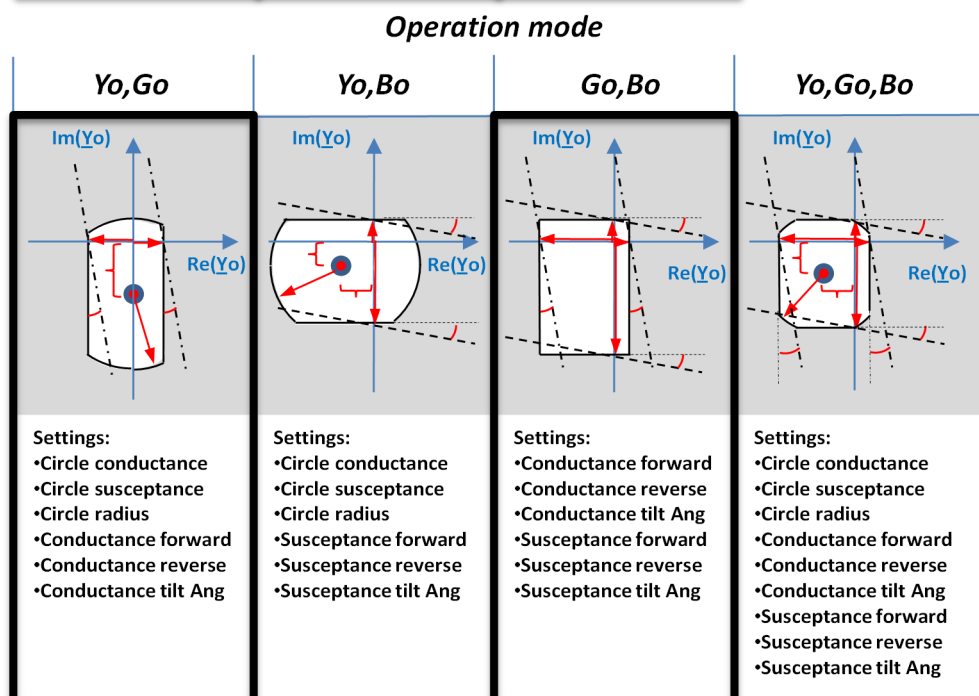 Operation mode
Yo,Go
Yo,Bo
Go,Bo
Yo,Go,Bo
Im(Yo)
Re(Yo)
Im(Yo)
Re(Yo)
Im(Yo)
Re(Yo)
Im(Yo)
Re(Yo)
Settings:
•Circle conductance
•Circle susceptance
•Circle radius
•Conductance forward
•Conductance reverse
•Conductance tilt Ang
Settings:
•Circle conductance
•Circle susceptance
•Circle radius
•Susceptance forward
•Susceptance reverse
•Susceptance tilt Ang
Settings:
•Conductance forward
•Conductance reverse
•Conductance tilt Ang
•Susceptance forward
•Susceptance reverse
•Susceptance tilt Ang
Settings:
•Circle conductance
•Circle susceptance
•Circle radius
•Conductance forward
•Conductance reverse
•Conductance tilt Ang
•Susceptance forward
•Susceptance reverse
•Susceptance tilt Ang